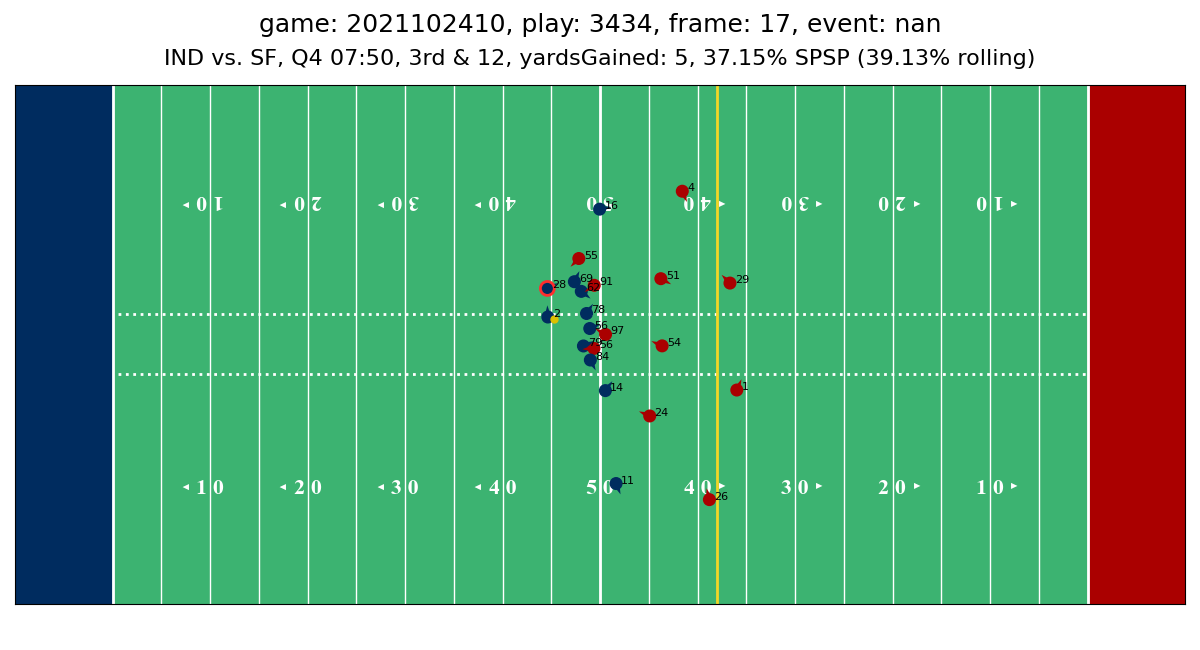 game: 2021102410, play: 3434, frame: 17, event: nan
IND vs. SF, Q4 07:50, 3rd & 12, yardsGained: 5, 37.15% SPSP (39.13% rolling)
4
10 20 30 40 50 40 30 20 10
16
55
69 91 51 29
28 62
2 78
56 97
79 56 54
84
14 1
24
11
10 20 30 40 50 40 30 20 10
26